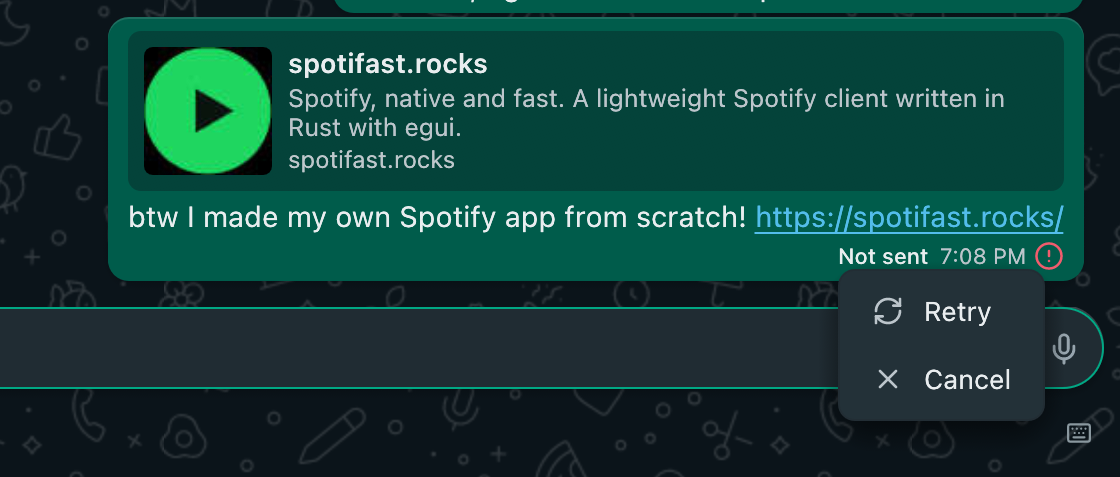 spotifast.rocks
Spotify, native and fast. A lightweight Spotify client written in
Rust with egui.
spotifast.rocks
btw I made my own Spotify app from scratch! https://spotifast.rocks/
Not sent 7:08 PM
Retry
Cancel